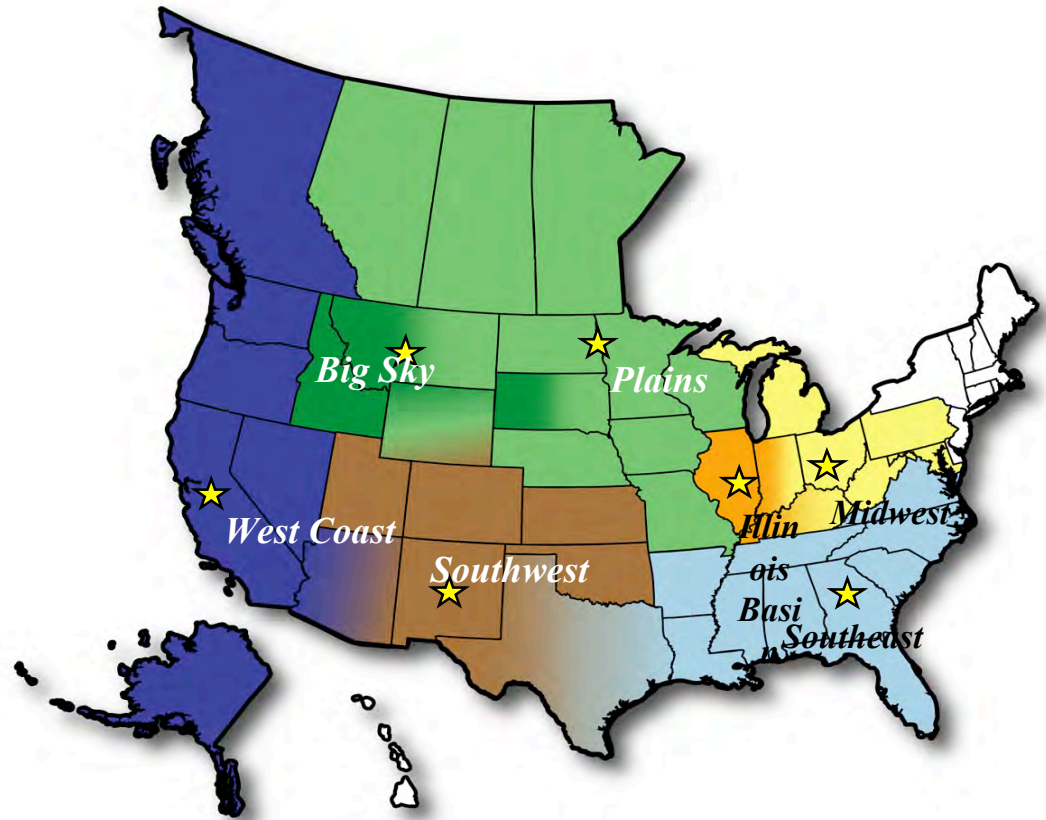 Big Sky
Plains
West Coast
Midwest
Illin
ois
Basi
n
Southwest
Southeast